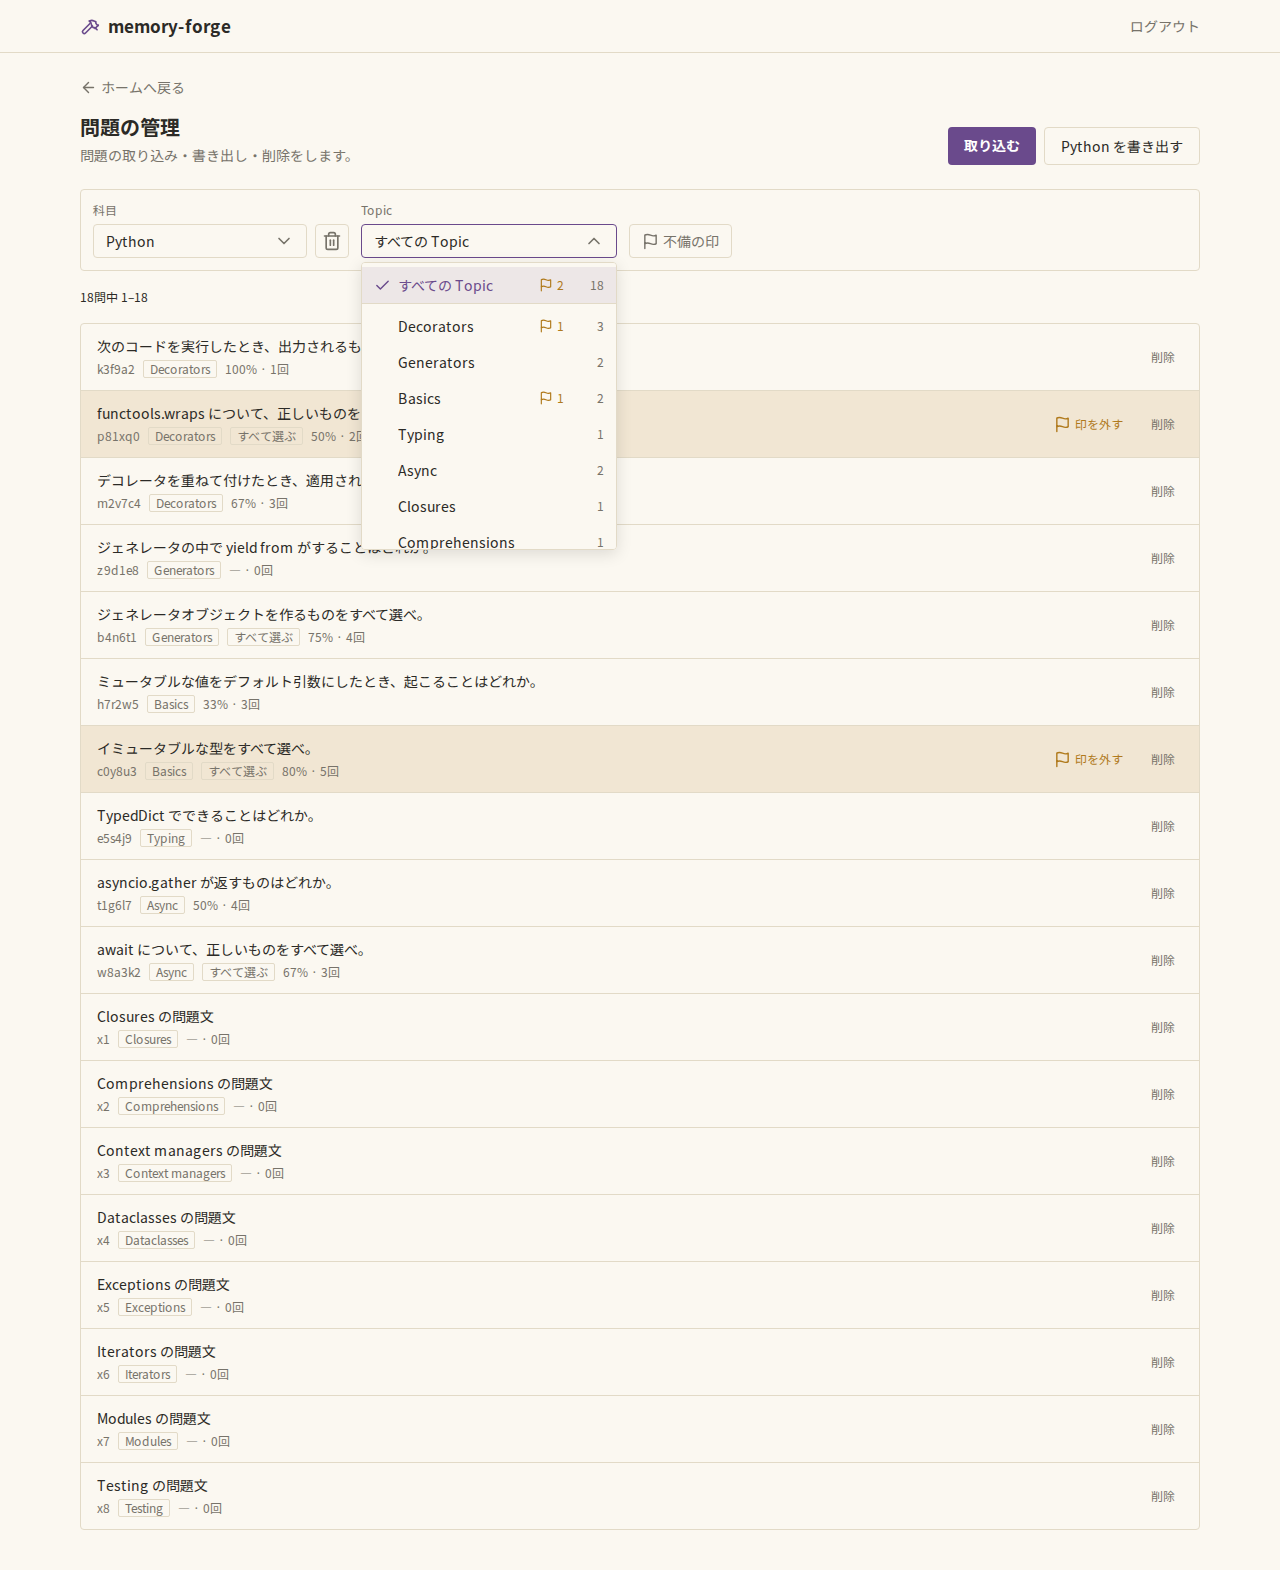 memory-forge
ログアウト
ホームへ戻る
問題の管理
問題の取り込み・書き出し・削除をします。
取り込む
Python を書き出す
科目
Topic
Python
すべての Topic
不備の印
すべての Topic 2 18
Decorators 1 3
Generators 2
Basics 1 2
Typing 1
Async 2
Closures 1
Comprehensions 1
18問中 1–18
次のコードを実行したとき、出力されるも
k3f9a2 Decorators 100% · 1回
削除
functools.wraps について、正しいものを
p81xq0 Decorators すべて選ぶ 50% · 2
印を外す 削除
デコレータを重ねて付けたとき、適用され
m2v7c4 Decorators 67% · 3回
削除
ジェネレータの中で yield from がすること
z9d1e8 Generators — · 0回
削除
ジェネレータオブジェクトを作るものをすべて選べ。
b4n6t1 Generators すべて選ぶ 75% · 4回
削除
ミュータブルな値をデフォルト引数にしたとき、起こることはどれか。
h7r2w5 Basics 33% · 3回
削除
イミュータブルな型をすべて選べ。
c0y8u3 Basics すべて選ぶ 80% · 5回
印を外す 削除
TypedDict でできることはどれか。
e5s4j9 Typing — · 0回
削除
asyncio.gather が返すものはどれか。
t1g6l7 Async 50% · 4回
削除
await について、正しいものをすべて選べ。
w8a3k2 Async すべて選ぶ 67% · 3回
削除
Closures の問題文
x1 Closures — · 0回
削除
Comprehensions の問題文
x2 Comprehensions — · 0回
削除
Context managers の問題文
x3 Context managers — · 0回
削除
Dataclasses の問題文
x4 Dataclasses — · 0回
削除
Exceptions の問題文
x5 Exceptions — · 0回
削除
Iterators の問題文
x6 Iterators — · 0回
削除
Modules の問題文
x7 Modules — · 0回
削除
Testing の問題文
x8 Testing — · 0回
削除